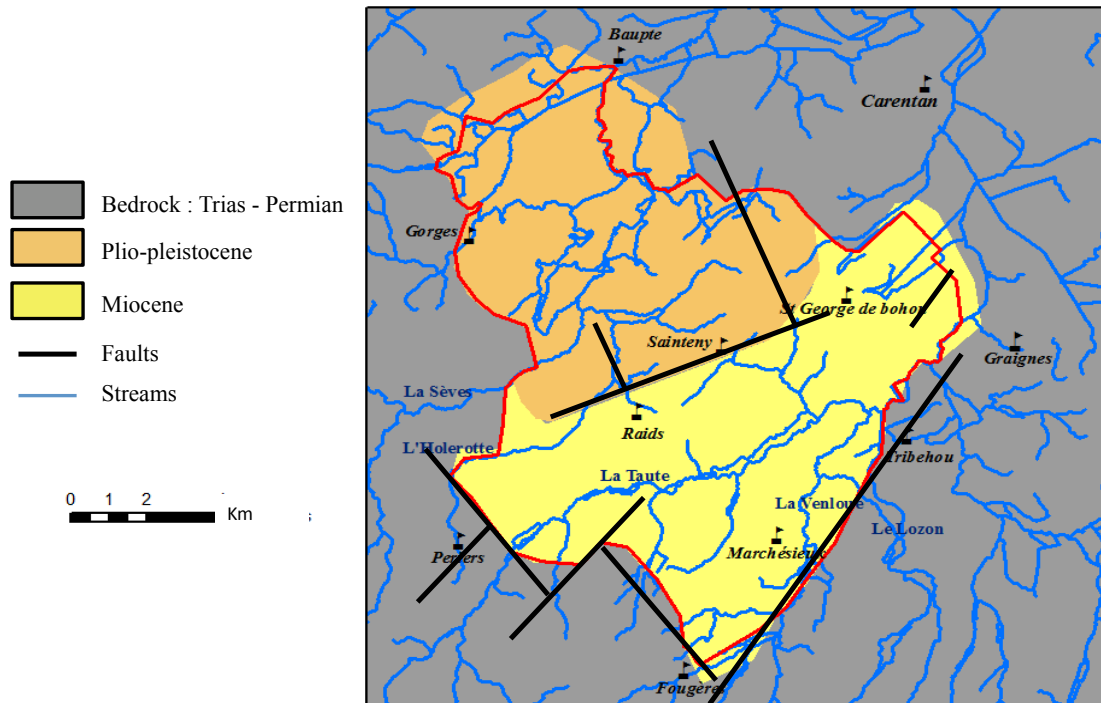 Baupte
Carentan
Bedrock : Trias - Permian
Plio-pleistocene
Miocene
Faults
Streams
Gorges
St George de bohon
Sainteny
Graignes
La Sèves
Raids
L'Holerotte
Tribehou
La Taute
La Venloue
Le Lozon
0 1 2
Km
s
Periers
Marchésieux
Fougères